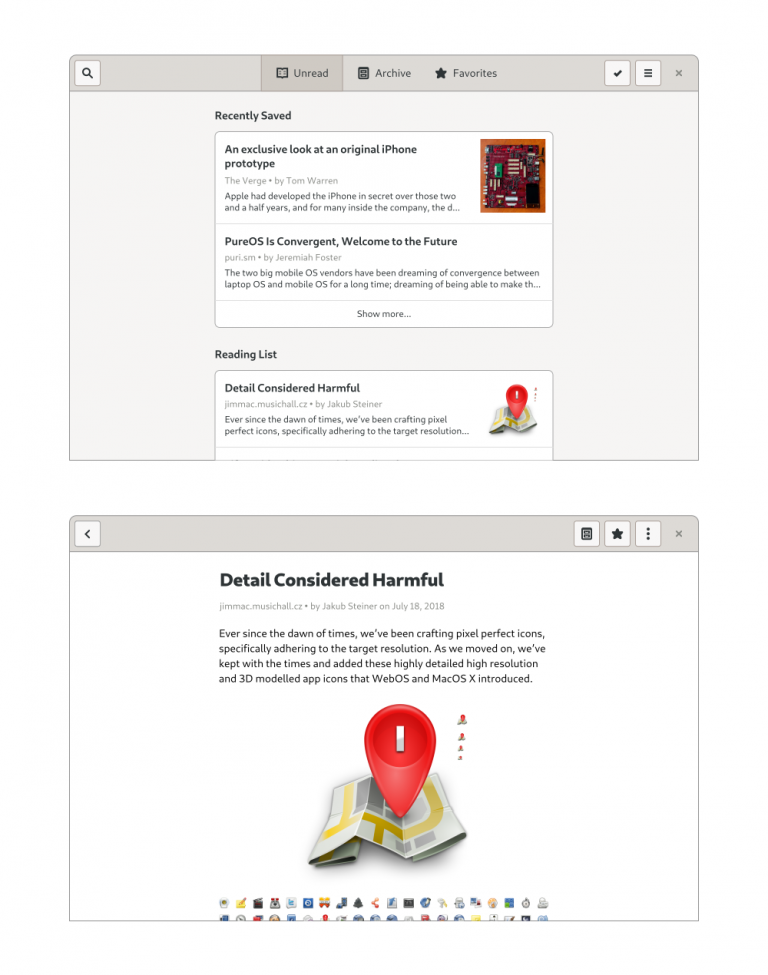 Unread Archive Favorites
Recently Saved
An exclusive look at an original iPhone
prototype
The Verge • by Tom Warren
Apple had developed the iPhone in secret over those two
and a half years, and for many inside the company, the d...
PureOS Is Convergent, Welcome to the Future
puri.sm • by Jeremiah Foster
The two big mobile OS vendors have been dreaming of convergence between
laptop OS and mobile OS for a long time; dreaming of being able to make th...
Show more...
Reading List
Detail Considered Harmful
jimmac.musichall.cz • by Jakub Steiner
Ever since the dawn of times, we’ve been crafting pixel
perfect icons, specifically adhering to the target resolution...
Detail Considered Harmful
jimmac.musichall.cz • by Jakub Steiner on July 18, 2018
Ever since the dawn of times, we’ve been crafting pixel perfect icons,
specifically adhering to the target resolution. As we moved on, we’ve
kept with the times and added these highly detailed high resolution
and 3D modelled app icons that WebOS and MacOS X introduced.